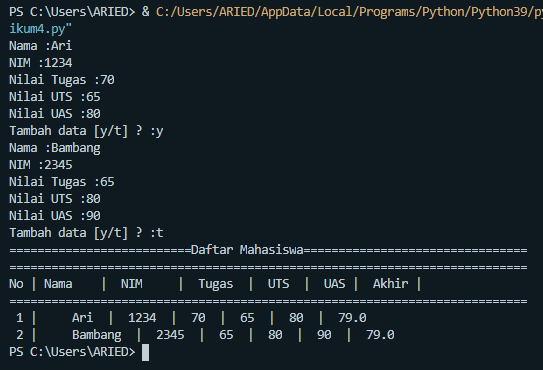 PS C:\Users\ARIED> & C:/Users/ARIED/AppData/Local/Programs/Python/Python39/py
ikum4.py"
Nama :Ari
NIM :1234
Nilai Tugas :70
Nilai UTS :65
Nilai UAS :80
Tambah data [y/t] ? :y
Nama :Bambang
NIM :2345
Nilai Tugas :65
Nilai UTS :80
Nilai UAS :90
Tambah data [y/t] ? :t
==========================Daftar Mahasiswa================================
==========================================================================
No | Nama    |  NIM     |  Tugas  |  UTS  |  UAS |  Akhir |
==========================================================================
 1 |     Ari  |  1234  |  70  |  65  |  80  |  79.0
 2 |     Bambang  |  2345  |  65  |  80  |  90  |  79.0
PS C:\Users\ARIED>